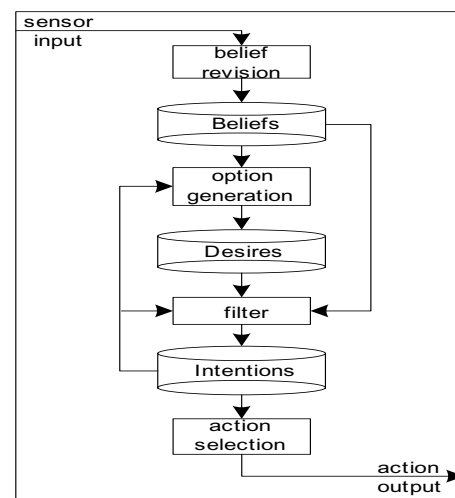 sensor
input
belief
revision
Beliefs
option
generation
Desires
filter
Intentions
action
selection
action
output